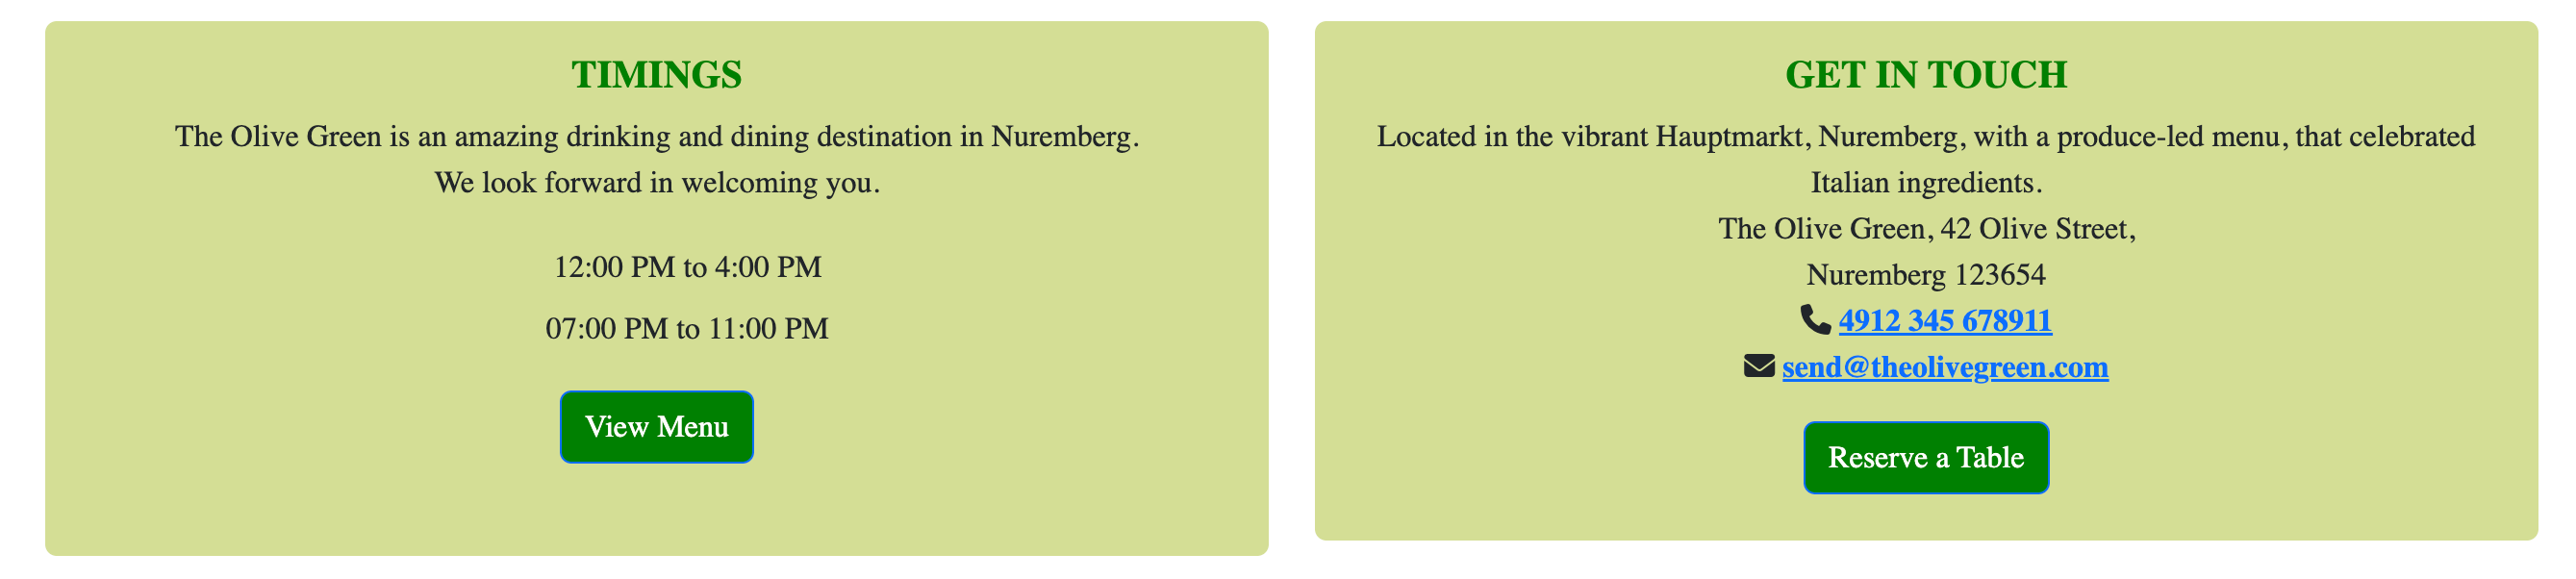 TIMINGS
The Olive Green is an amazing drinking and dining destination in Nuremberg.
We look forward in welcoming you.
12:00 PM to 4:00 PM
07:00 PM to 11:00 PM
View Menu
GET IN TOUCH
Located in the vibrant Hauptmarkt, Nuremberg, with a produce-led menu, that celebrated
Italian ingredients.
The Olive Green, 42 Olive Street,
Nuremberg 123654
4912 345 678911
send@theolivegreen.com
Reserve a Table